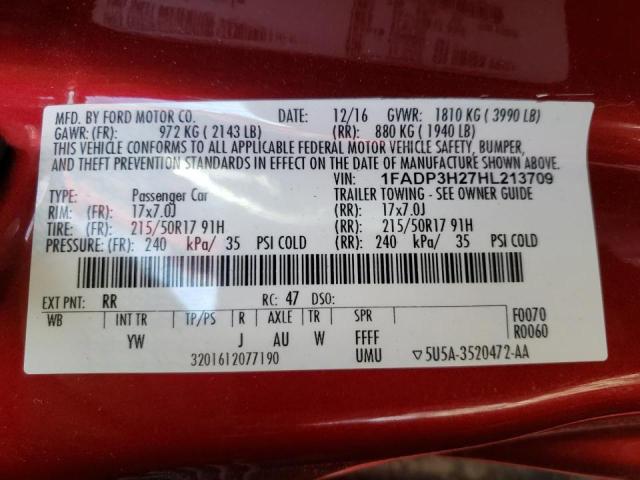 MFD. BY FORD MOTOR CO. DATE: 12/16 GVWR: 1810 KG ( 3990 LB)
GAWR: (FR): 972 KG ( 2143 LB) (RR): 880 KG ( 1940 LB)
THIS VEHICLE CONFORMS TO ALL APPLICABLE FEDERAL MOTOR VEHICLE SAFETY, BUMPER,
AND THEFT PREVENTION STANDARDS IN EFFECT ON THE DATE OF MANUFACTURE SHOWN ABOVE.
VIN: 1FADP3H27HL213709
TYPE: Passenger Car TRAILER TOWING - SEE OWNER GUIDE
RIM: (FR): 17x7.0J (RR): 17x7.0J
TIRE: (FR): 215/50R17 91H (RR): 215/50R17 91H
PRESSURE: (FR): 240 kPa/ 35 PSI COLD (RR): 240 kPa/ 35 PSI COLD
EXT PNT: RR RC: 47 DSO:
WB INT TR TP/PS R AXLE TR SPR F0070
YW J AU W FFFF R0060
3201612077190 UMU ▽5U5A-3520472-AA